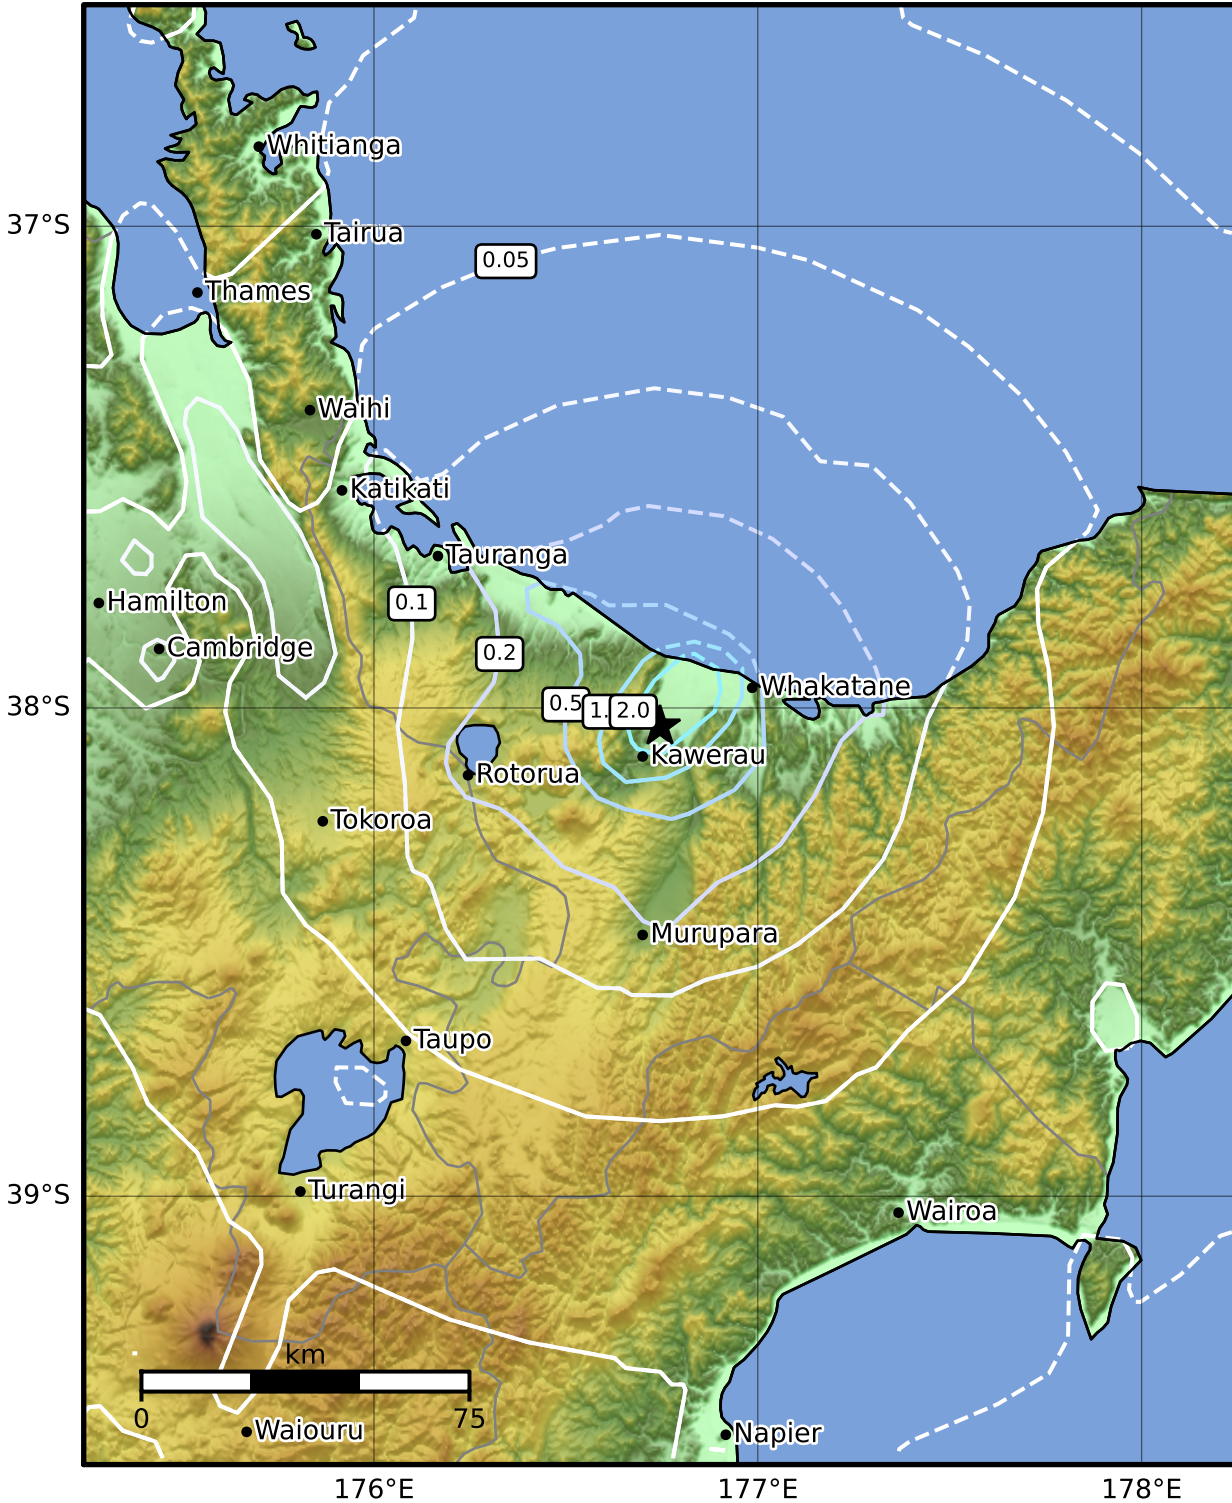 Whitianga
37°S
Tairua
0.05
Thames
Waihi
Katikati
Tauranga
Hamilton
0.1
Cambridge
0.2
Whakatane
38°S
0.5
2.0
Kawerau
Rotorua
Tokoroa
Murupara
Taupo
39°S
Turangi
Wairoa
km
0
75
Waiouru
Napier
176°E
177°E
178°E